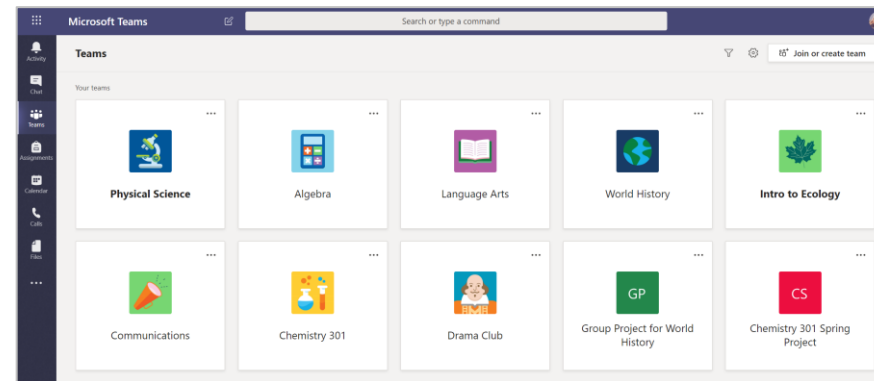 Microsoft Teams
Search or type a command
Activity
Chat
Teams
Assignments
Calendar
Calls
Files
Teams
Join or create team
Your teams
Physical Science
Algebra
Language Arts
World History
Intro to Ecology
Communications
Chemistry 301
Drama Club
GP
Group Project for World
History
CS
Chemistry 301 Spring
Project